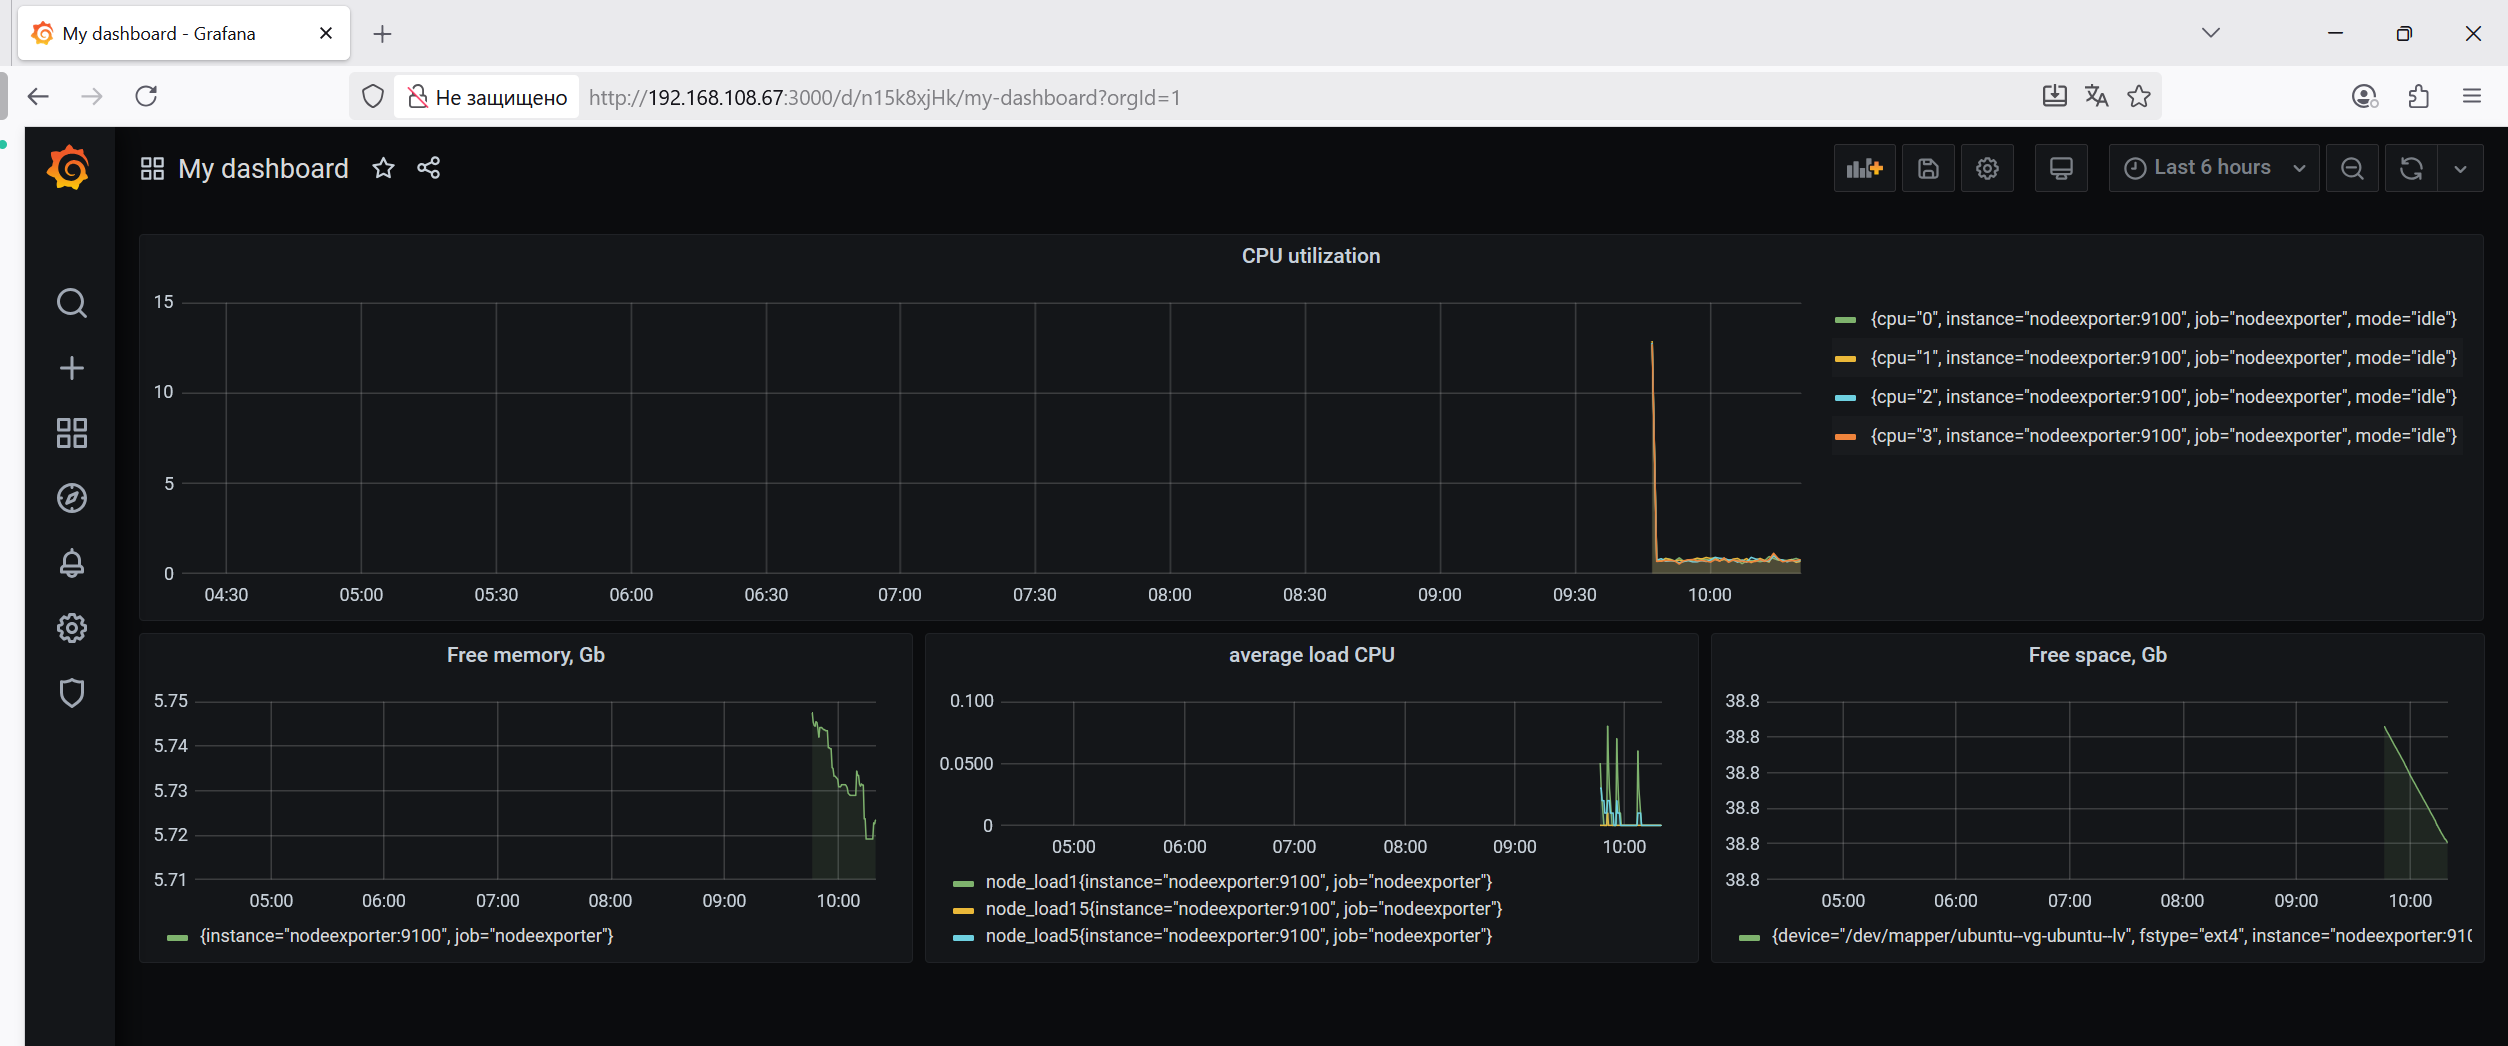 My dashboard - Grafana
Не защищено http://192.168.108.67:3000/d/n15k8xjHk/my-dashboard?orgId=1
My dashboard
Last 6 hours
CPU utilization
15
10
5
0
04:30 05:00 05:30 06:00 06:30 07:00 07:30 08:00 08:30 09:00 09:30 10:00
{cpu="0", instance="nodeexporter:9100", job="nodeexporter", mode="idle"}
{cpu="1", instance="nodeexporter:9100", job="nodeexporter", mode="idle"}
{cpu="2", instance="nodeexporter:9100", job="nodeexporter", mode="idle"}
{cpu="3", instance="nodeexporter:9100", job="nodeexporter", mode="idle"}
Free memory, Gb
5.75
5.74
5.73
5.72
5.71
05:00 06:00 07:00 08:00 09:00 10:00
{instance="nodeexporter:9100", job="nodeexporter"}
average load CPU
0.100
0.0500
0
05:00 06:00 07:00 08:00 09:00 10:00
node_load1{instance="nodeexporter:9100", job="nodeexporter"}
node_load15{instance="nodeexporter:9100", job="nodeexporter"}
node_load5{instance="nodeexporter:9100", job="nodeexporter"}
Free space, Gb
38.8
38.8
38.8
38.8
38.8
38.8
05:00 06:00 07:00 08:00 09:00 10:00
{device="/dev/mapper/ubuntu--vg-ubuntu--lv", fstype="ext4", instance="nodeexporter:910